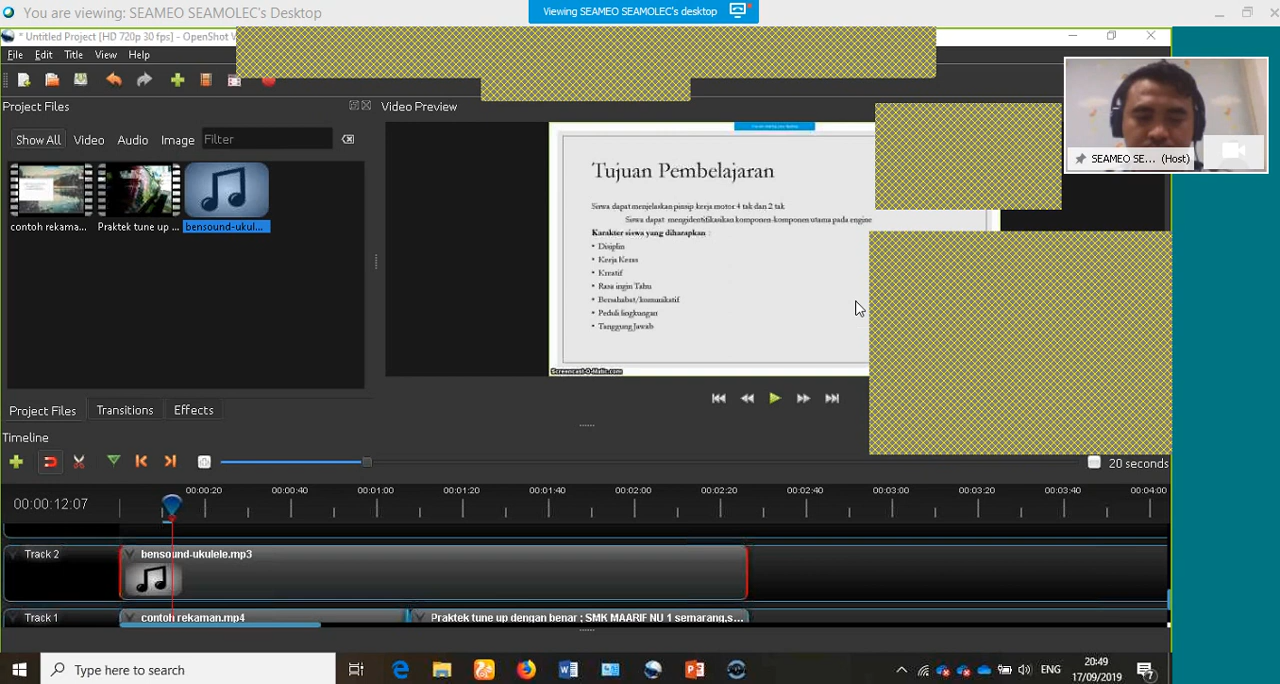 You are viewing: SEAMEO SEAMOLEC's Desktop
Viewing SEAMEO SEAMOLEC's desktop
* Untitled Project [HD 720p 30 fps] - OpenShot V
File Edit Title View Help
Project Files
Video Preview
Show All Video Audio Image Filter
contoh rekama... Praktek tune up ... bensound-ukul...
SEAMEO SE... (Host)
Tujuan Pembelajaran
Siswa dapat menjelaskan prinsip kerja motor 4 tak dan 2 tak
Siswa dapat mengidentifikasikan komponen-komponen utama pada engine
Karakter siswa yang diharapkan :
• Disiplin
• Kerja Keras
• Kreatif
• Rasa ingin Tahu
• Bersahabat/komunikatif
• Peduli lingkungan
• Tanggung Jawab
Screencast-O-Matic.com
Project Files Transitions Effects
Timeline
20 seconds
00:00:12:07
00:00:20 00:00:40 00:01:00 00:01:20 00:01:40 00:02:00 00:02:20 00:02:40 00:03:00 00:03:20 00:03:40 00:04:00
Track 2 bensound-ukulele.mp3
Track 1 contoh rekaman.mp4 Praktek tune up dengan benar ; SMK MAARIF NU 1 semarang,s...
Type here to search
ENG
20:49
17/09/2019
7